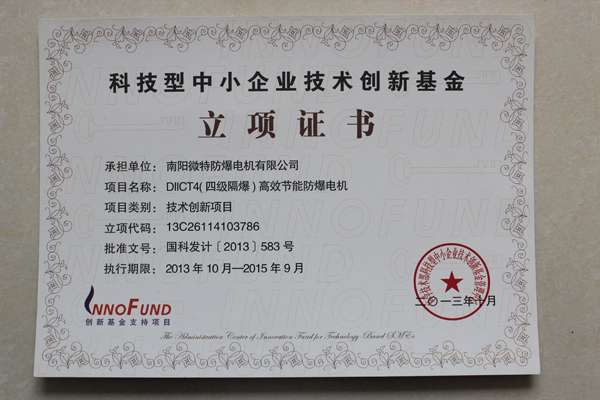 科技型中小企业技术创新基金
立项证书
承担单位：南阳微特防爆电机有限公司
项目名称：DIICT4(四级隔爆)高效节能防爆电机
项目类别：技术创新项目
立项代码：13C26114103786
批准文号：国科发计〔2013〕583号
执行期限：2013年10月—2015年9月
二〇一三年十月
INNOFUND
创新基金支持项目
The Administration Center of Innovation Fund for Technology-Based SMEs